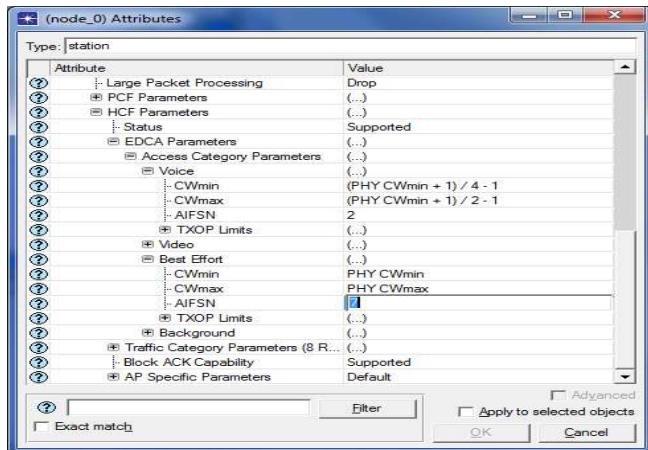 (node_0) Attributes
Type: station
Attribute Value
Large Packet Processing Drop
PCF Parameters (...)
HCF Parameters (...)
Status Supported
EDCA Parameters (...)
Access Category Parameters (...)
Voice (...)
CWmin (PHY CWmin + 1) / 4 - 1
CWmax (PHY CWmin + 1) / 2 - 1
AIFSN 2
TXOP Limits (...)
Video (...)
Best Effort (...)
CWmin PHY CWmin
CWmax PHY CWmax
AIFSN
TXOP Limits (...)
Background (...)
Traffic Category Parameters (8 R... (...)
Block ACK Capability Supported
AP Specific Parameters Default
Advanced
Filter
Apply to selected objects
Exact match
OK Cancel